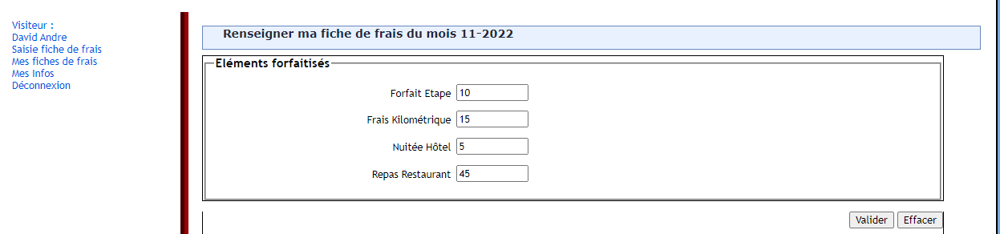 Visiteur :
David Andre
Saisie fiche de frais
Mes fiches de frais
Mes Infos
Déconnexion
Renseigner ma fiche de frais du mois 11-2022
Eléments forfaitisés
Forfait Etape 10
Frais Kilométrique 15
Nuitée Hôtel 5
Repas Restaurant 45
Valider Effacer